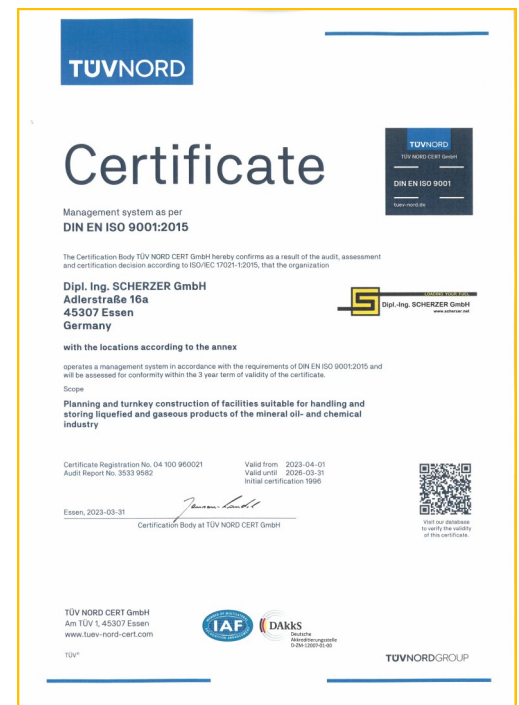 TÜVNORD
Certificate
TÜVNORD
TÜV NORD CERT GmbH
DIN EN ISO 9001
tuev-nord.de
Management system as per
DIN EN ISO 9001:2015
The Certification Body TÜV NORD CERT GmbH hereby confirms as a result of the audit, assessment
and certification decision according to ISO/IEC 17021-1:2015, that the organization
Dipl. Ing. SCHERZER GmbH
Adlerstraße 16a
45307 Essen
Germany
LOADING YOUR FUEL
Dipl.-Ing. SCHERZER GmbH
www.scherzer.net
with the locations according to the annex
operates a management system in accordance with the requirements of DIN EN ISO 9001:2015 and
will be assessed for conformity within the 3 year term of validity of the certificate.
Scope
Planning and turnkey construction of facilities suitable for handling and
storing liquefied and gaseous products of the mineral oil- and chemical
industry
Certificate Registration No. 04 100 960021
Audit Report No. 3533 9582
Valid from 2023-04-01
Valid until 2026-03-31
Initial certification 1996
Essen, 2023-03-31
Certification Body at TÜV NORD CERT GmbH
Visit our database
to verify the validity
of this certificate.
TÜV NORD CERT GmbH
Am TÜV 1, 45307 Essen
www.tuev-nord-cert.com
TÜV®
IAF
DAkkS
Deutsche
Akkreditierungsstelle
D-ZM-12007-01-00
TÜVNORDGROUP